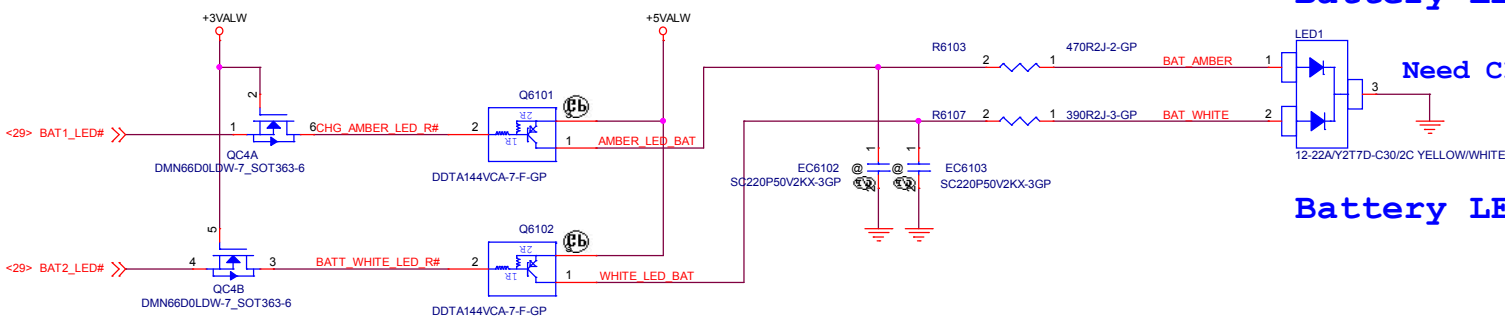 Battery
+3VALW
+5VALW
LED1
R6103
470R2J-2-GP
2
1
BAT_AMBER
1
Need
2
3
Q6101
2R
3
<29> BAT1_LED#
1
6
CHG_AMBER_LED_R#
2
1R
1
AMBER_LED_BAT
R6107
2
1
390R2J-3-GP
BAT_WHITE
2
QC4A
DMN66D0LDW-7_SOT363-6
DDTA144VCA-7-F-GP
1
1
12-22A/Y2T7D-C30/2C YELLOW/WHITE
EC6102
@
@
EC6103
SC220P50V2KX-3GP
2
2
SC220P50V2KX-3GP
Battery LE
5
Q6102
2R
<29> BAT2_LED#
4
3
BATT_WHITE_LED_R#
2
1R
1
WHITE_LED_BAT
QC4B
DMN66D0LDW-7_SOT363-6
DDTA144VCA-7-F-GP